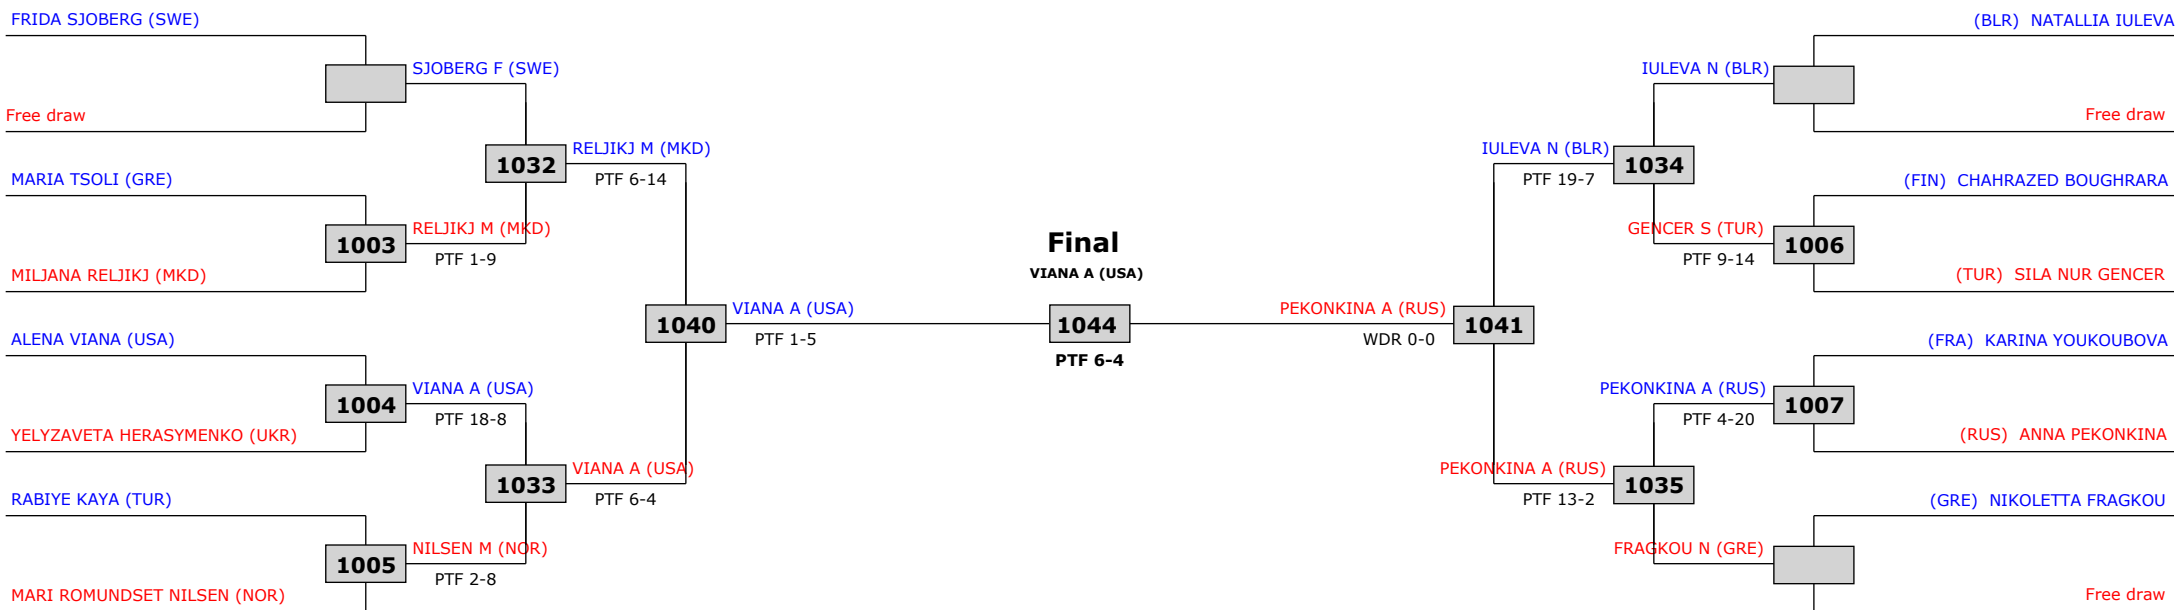 FRIDA SJOBERG (SWE)
(BLR) NATALLIA IULEVA
SJOBERG F (SWE)
IULEVA N (BLR)
Free draw
Free draw
RELJIKJ M (MKD)
IULEVA N (BLR)
1032
1034
PTF 6-14
PTF 19-7
MARIA TSOLI (GRE)
(FIN) CHAHRAZED BOUGHRARA
RELJIKJ M (MKD)
GENCER S (TUR)
1003
1006
Final
PTF 1-9
PTF 9-14
MILJANA RELJIKJ (MKD)
VIANA A (USA)
(TUR) SILA NUR GENCER
VIANA A (USA)
PEKONKINA A (RUS)
1040
1044
1041
PTF 1-5
WDR 0-0
ALENA VIANA (USA)
PTF 6-4
(FRA) KARINA YOUKOUBOVA
VIANA A (USA)
PEKONKINA A (RUS)
1004
1007
PTF 18-8
PTF 4-20
YELYZAVETA HERASYMENKO (UKR)
(RUS) ANNA PEKONKINA
VIANA A (USA)
PEKONKINA A (RUS)
1033
1035
PTF 6-4
PTF 13-2
RABIYE KAYA (TUR)
(GRE) NIKOLETTA FRAGKOU
NILSEN M (NOR)
FRAGKOU N (GRE)
1005
PTF 2-8
MARI ROMUNDSET NILSEN (NOR)
Free draw